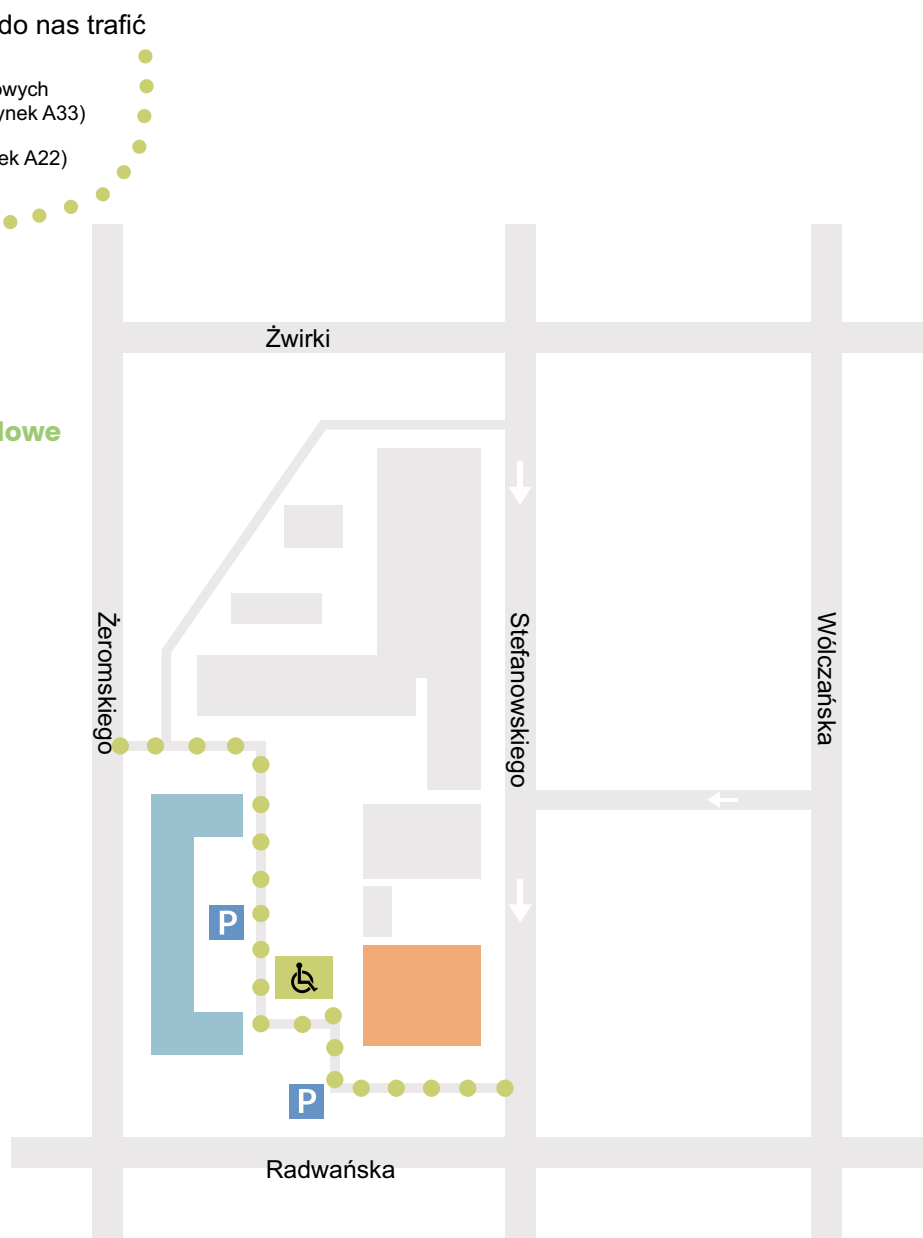 do nas trafić
owych
ynek A33)
ek A22)
Żwirki
lowe
Żeromskiego
Stefanowskiego
Wólczańska
P
P
Radwańska